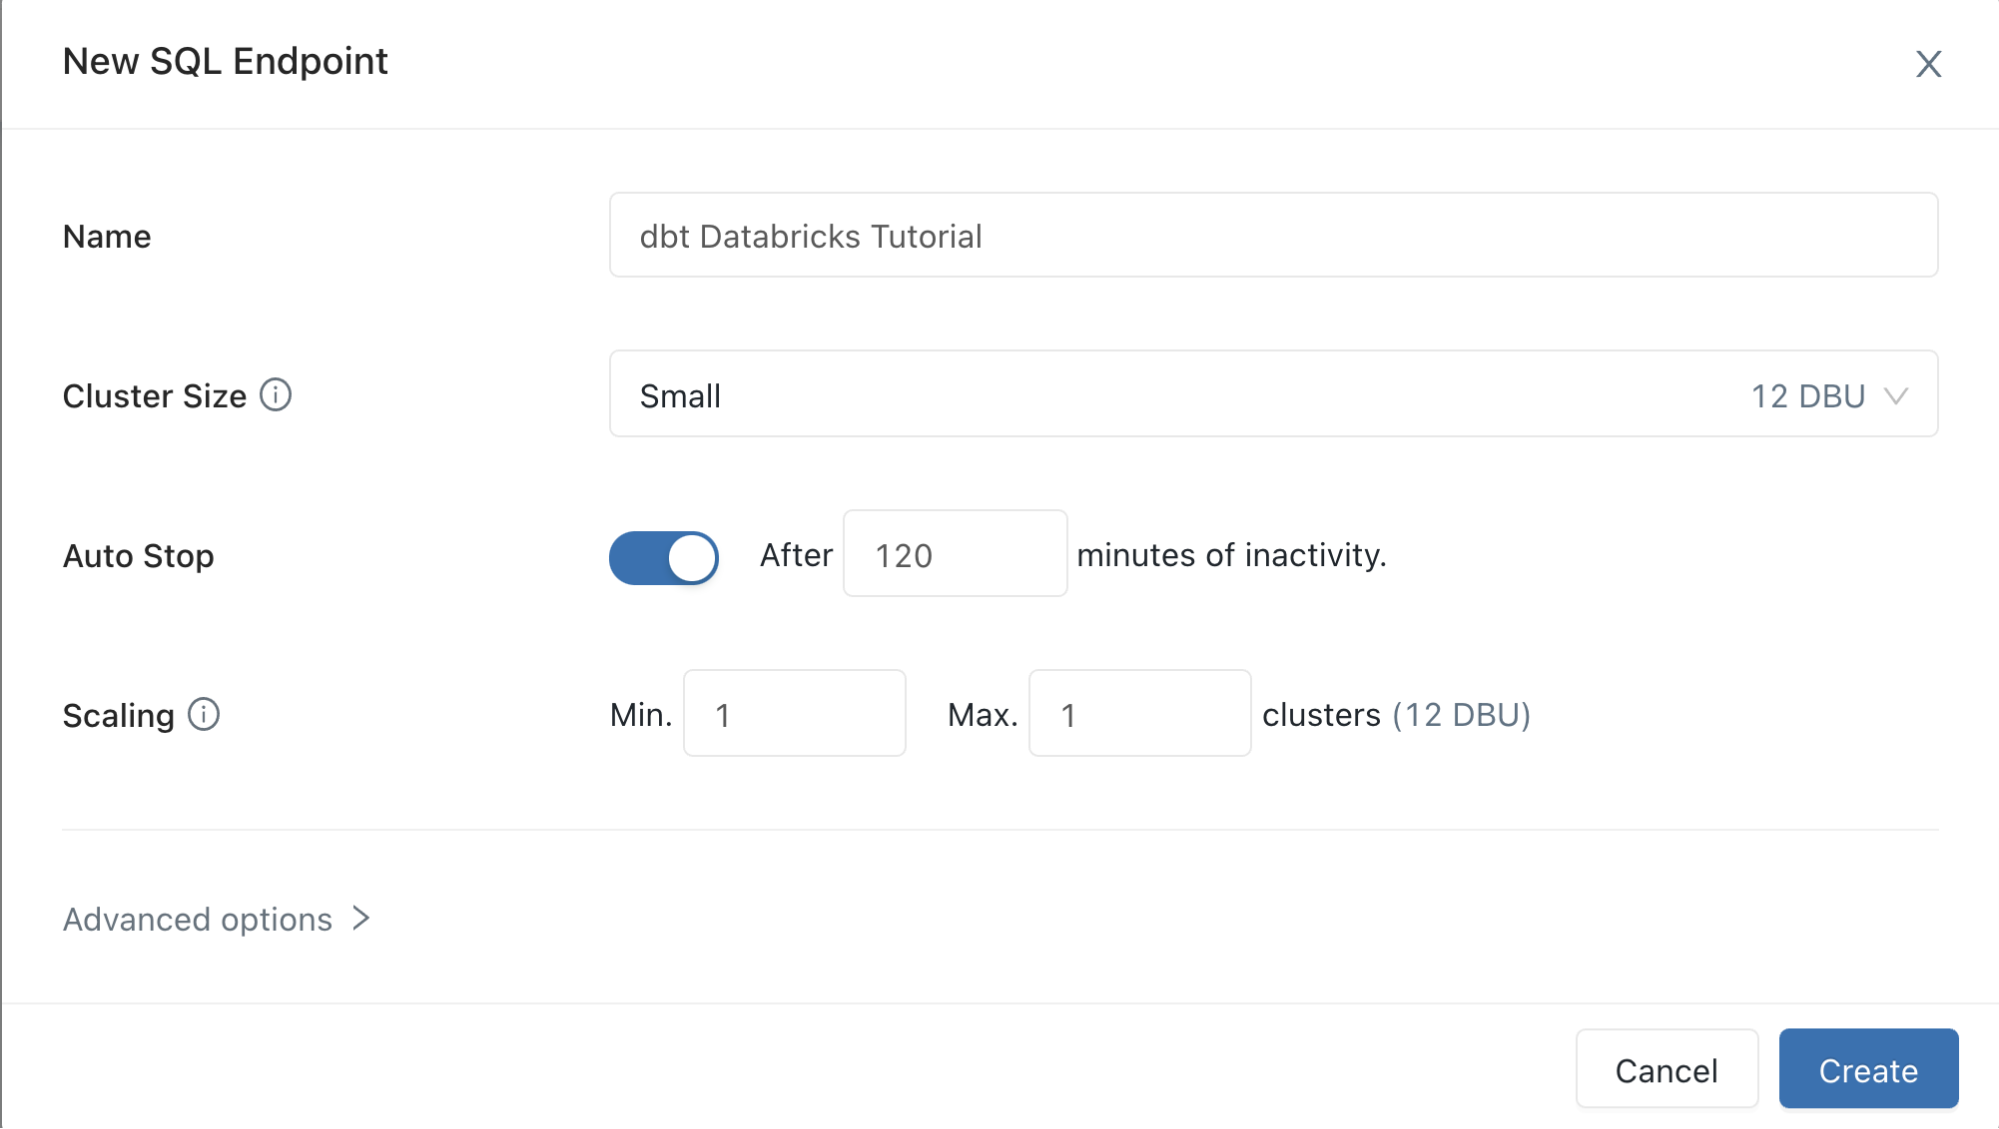 New SQL Endpoint
Name dbt Databricks Tutorial
Cluster Size Small 12 DBU
Auto Stop After 120 minutes of inactivity.
Scaling Min. 1 Max. 1 clusters (12 DBU)
Advanced options
Cancel Create